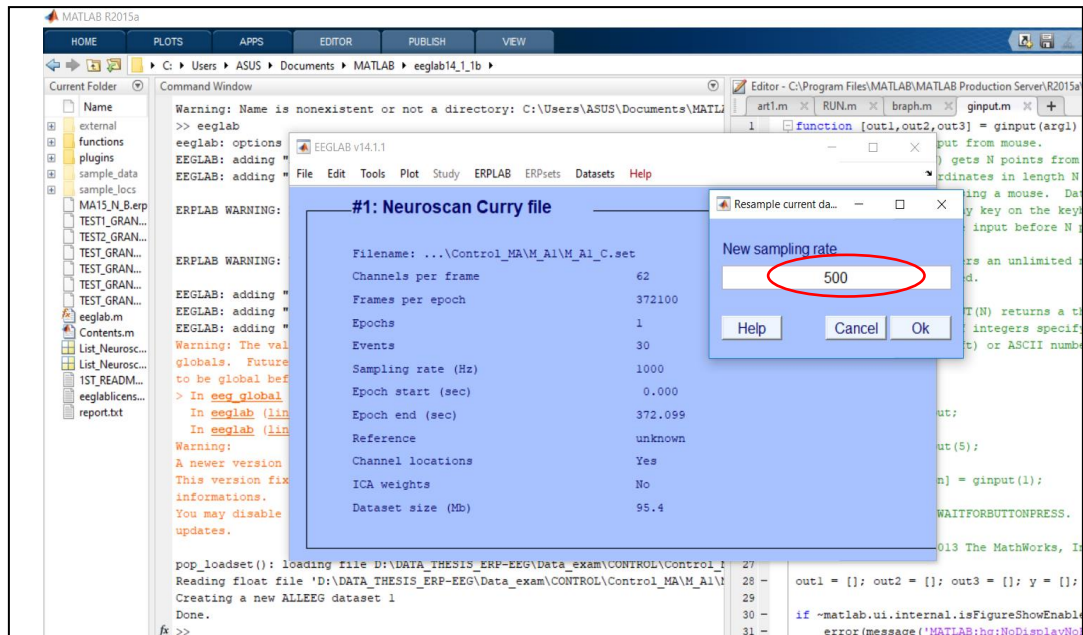 MATLAB R2015a
HOME PLOTS APPS EDITOR PUBLISH VIEW
C: Users ASUS Documents MATLAB eeglab14_1_1b
Current Folder
Name
external
functions
plugins
sample_data
sample_locs
MA15_N_B.erp
TEST1_GRAN...
TEST2_GRAN...
TEST_GRAN...
TEST_GRAN...
TEST_GRAN...
TEST_GRAN...
eeglab.m
Contents.m
List_Neurosc...
List_Neurosc...
1ST_READM...
eeglablicens...
report.txt
Command Window
Warning: Name is nonexistent or not a directory: C:\Users\ASUS\Documents\MATL
>> eeglab
eeglab: options
EEGLAB: adding "
EEGLAB: adding "
ERPLAB WARNING:
ERPLAB WARNING:
EEGLAB: adding "
EEGLAB: adding "
EEGLAB: adding "
Warning: The val
globals. Future
to be global bef
> In eeg_global
In eeglab (lin
In eeglab (lin
Warning:
A newer version
This version fix
informations.
You may disable
updates.
pop_loadset(): loading file D:\DATA_THESIS_ERP-EEG\Data_exam\CONTROL\Control_
Reading float file 'D:\DATA_THESIS_ERP-EEG\Data_exam\CONTROL\Control_MA\M_A1\
Creating a new ALLEEG dataset 1
Done.
fx >>
EEGLAB v14.1.1
File Edit Tools Plot Study ERPLAB ERPsets Datasets Help
#1: Neuroscan Curry file
Filename: ...\Control_MA\M_A1\M_A1_C.set
Channels per frame 62
Frames per epoch 372100
Epochs 1
Events 30
Sampling rate (Hz) 1000
Epoch start (sec) 0.000
Epoch end (sec) 372.099
Reference unknown
Channel locations Yes
ICA weights No
Dataset size (Mb) 95.4
Resample current da...
New sampling rate
500
Help Cancel Ok
Editor - C:\Program Files\MATLAB\MATLAB Production Server\R2015a
art1.m RUN.m braph.m ginput.m +
1 function [out1,out2,out3] = ginput(arg1)
put from mouse.
) gets N points from
rdinates in length N
ing a mouse. Dat
y key on the key
input before N
rs an unlimited
d.
T(N) returns a t
integers specif
t) or ASCII numbe
ut;
ut(5);
n] = ginput(1);
WAITFORBUTTONPRESS.
013 The MathWorks, In
27
28 - out1 = []; out2 = []; out3 = []; y = [];
29
30 - if ~matlab.ui.internal.isFigureShowEnable
31 - error(message('MATLAB:hg:NoDisplayNo